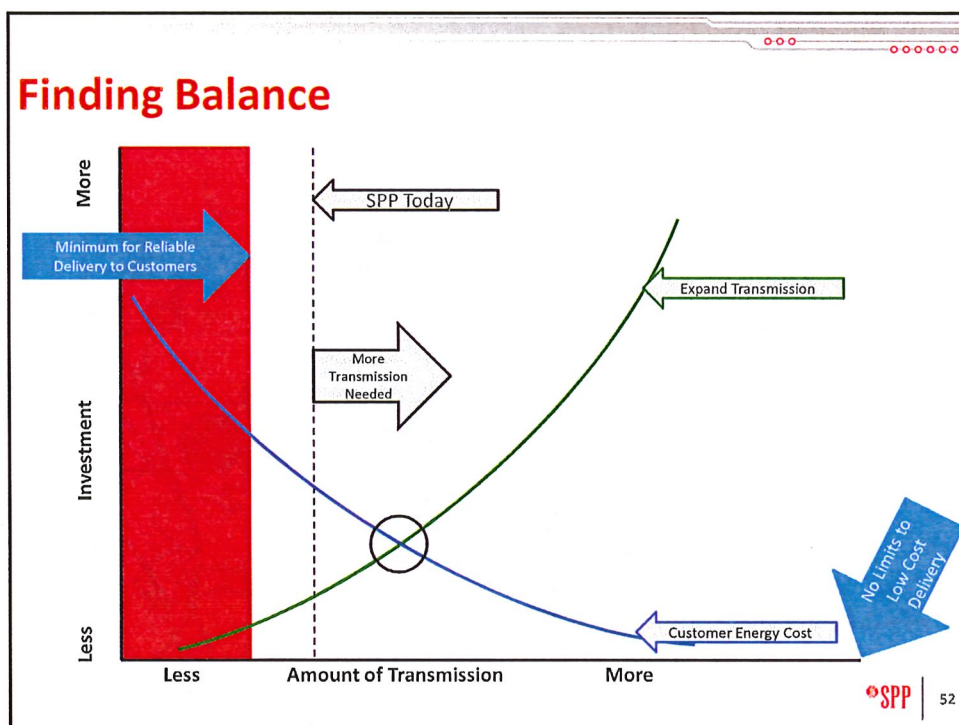 Finding Balance
More
Investment
Less
Minimum for Reliable
Delivery to Customers
SPP Today
Expand Transmission
More
Transmission
Needed
No Limits to
Low Cost
Delivery
Customer Energy Cost
Less
Amount of Transmission
More
SPP
52